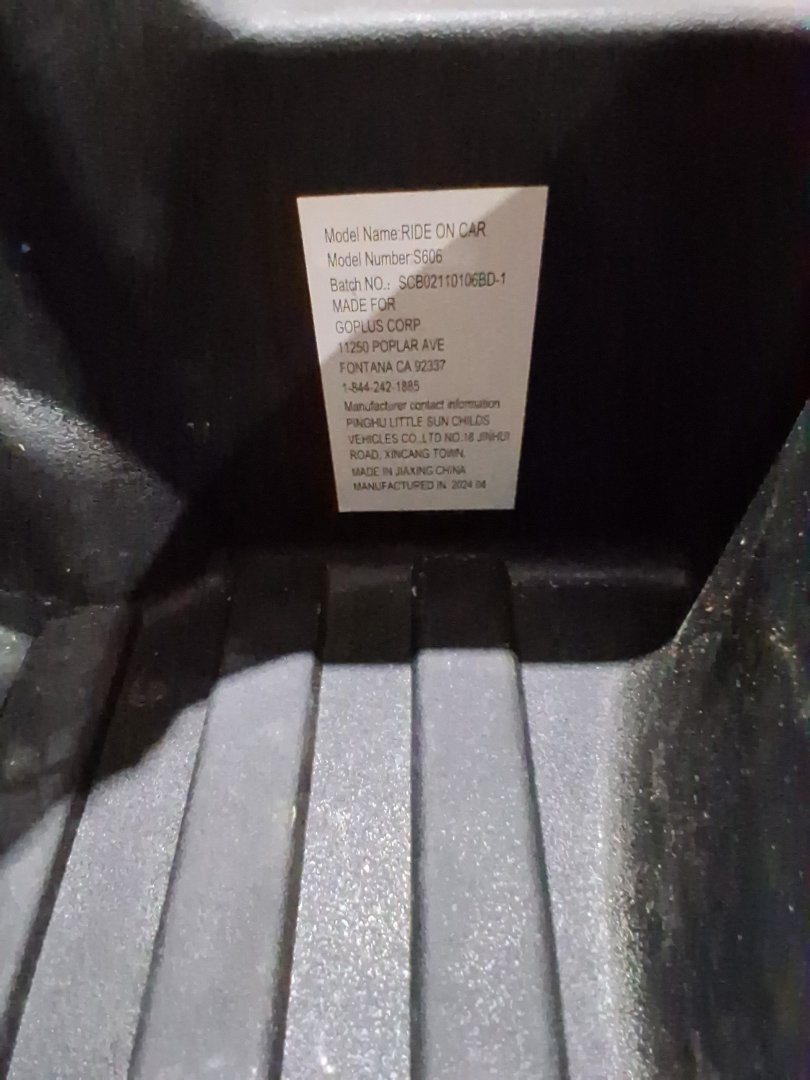 Model Name:RIDE ON CAR
Model Number:S606
Batch NO.: SCB02110106BD-1
MADE FOR
GOPLUS CORP
11250 POPLAR AVE
FONTANA CA 92337
1-844-242-1885
Manufacturer contact information
PINGHU LITTLE SUN CHILDS
VEHICLES CO.,LTD NO.18 JINHUI
ROAD, XINCANG TOWN.
MADE IN JIAXING CHINA
MANUFACTURED IN: 2024.04